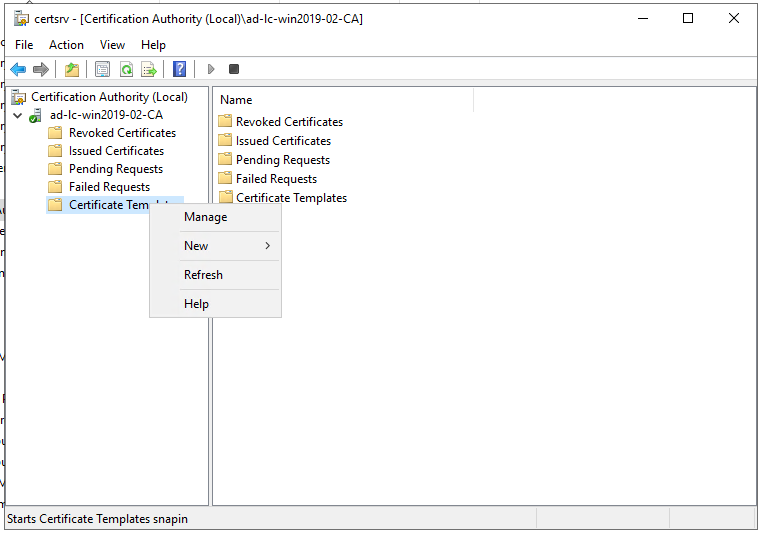 certsrv - [Certification Authority (Local)\ad-lc-win2019-02-CA]
File Action View Help
Certification Authority (Local)
ad-lc-win2019-02-CA
Revoked Certificates
Issued Certificates
Pending Requests
Failed Requests
Certificate Temp
Name
Revoked Certificates
Issued Certificates
Pending Requests
Failed Requests
Certificate Templates
Manage
New
Refresh
Help
Starts Certificate Templates snapin